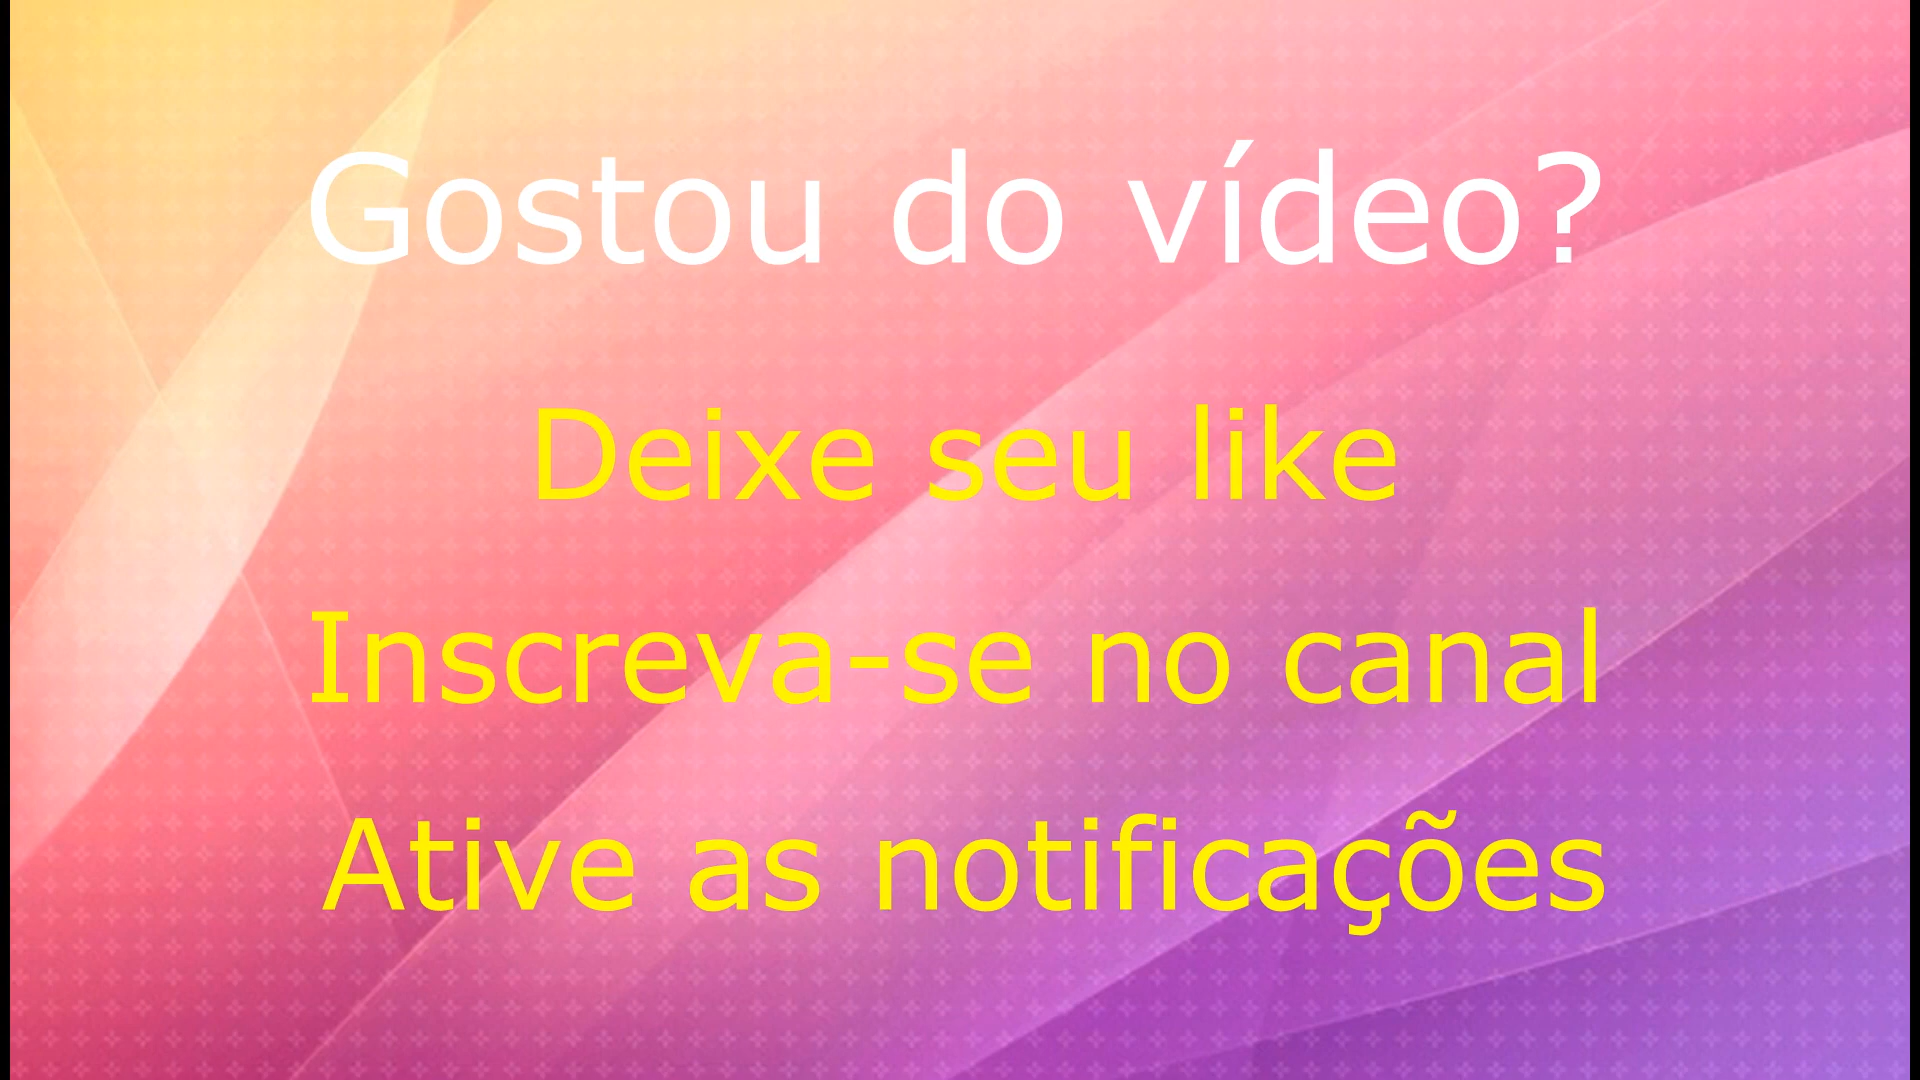 Gostou do vídeo?
Deixe seu like
Inscreva-se no canal
Ative as notificações